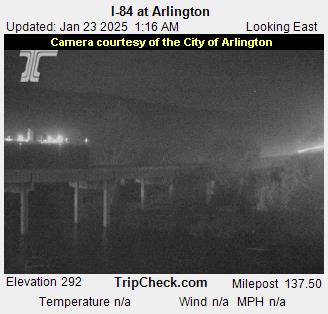 I-84 at Arlington
Updated: Jan 23 2025 1:16 AM Looking East
Camera courtesy of the City of Arlington
Elevation 292 TripCheck.com Milepost 137.50
Temperature n/a Wind n/a MPH n/a